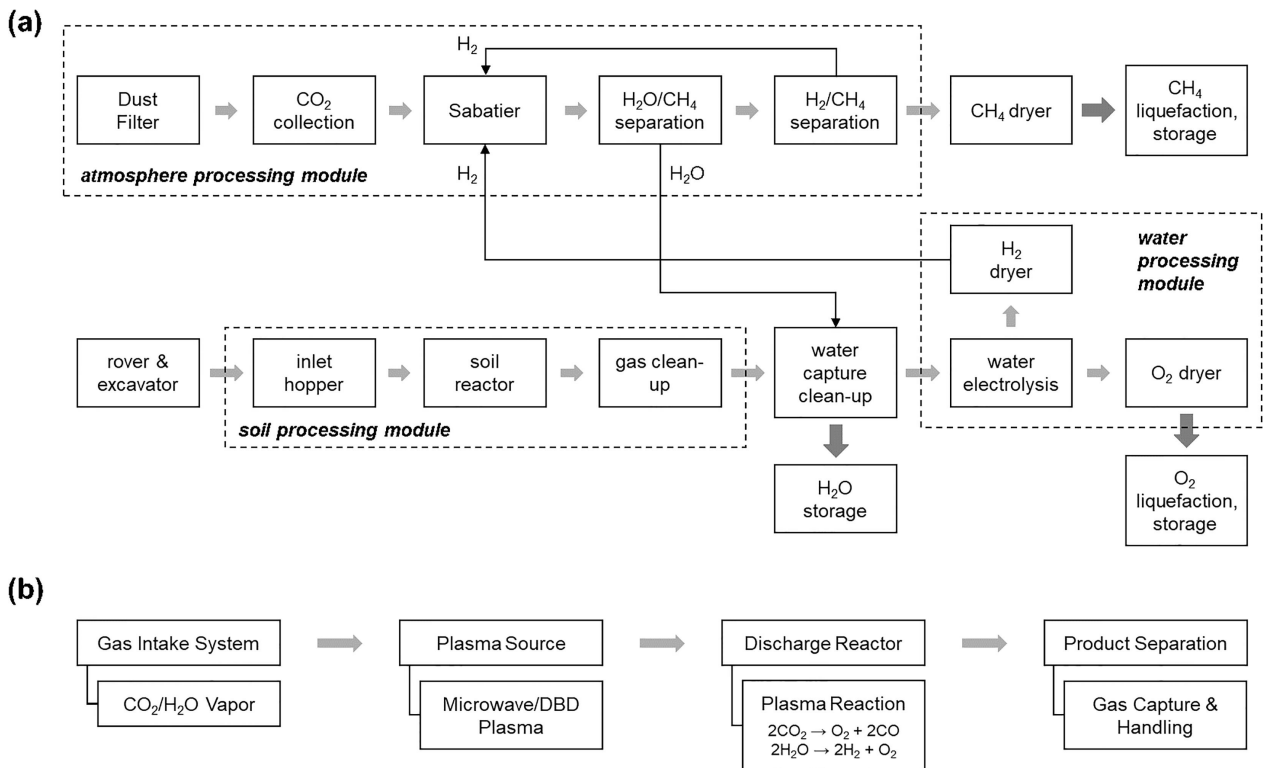 (a)
H₂
Dust
Filter
CO₂
collection
Sabatier
H₂O/CH₄
separation
H₂/CH₄
separation
CH₄ dryer
CH₄
liquefaction,
storage
atmosphere processing module
H₂
H₂O
H₂
dryer
water
processing
module
rover &
excavator
inlet
hopper
soil
reactor
gas clean-
up
water
capture
clean-up
water
electrolysis
O₂ dryer
soil processing module
H₂O
storage
O₂
liquefaction,
storage
(b)
Gas Intake System
CO₂/H₂O Vapor
Plasma Source
Microwave/DBD
Plasma
Discharge Reactor
Plasma Reaction
2CO₂ → O₂ + 2CO
2H₂O → 2H₂ + O₂
Product Separation
Gas Capture &
Handling